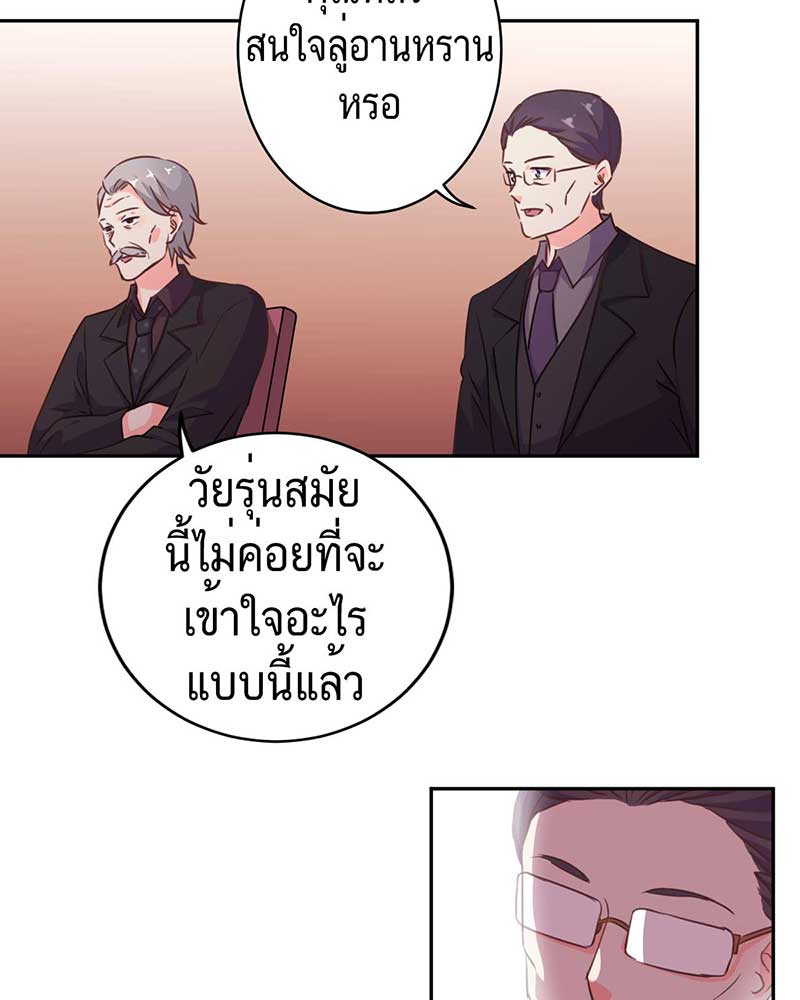 สนใจลู่อานหราน
หรอ
วัยรุ่นสมัย
นี้ไม่ค่อยที่จะ
เข้าใจอะไร
แบบนี้แล้ว